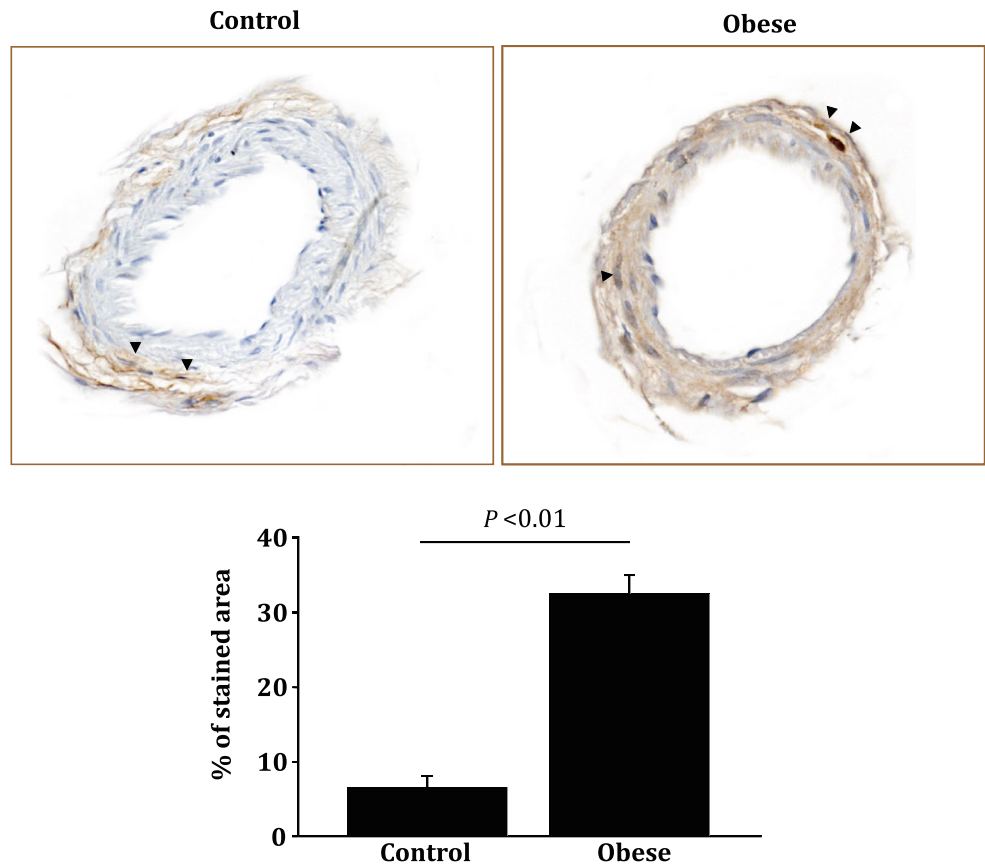 Control
Obese
P <0.01
40
30
20
10
0
% of stained area
Control
Obese